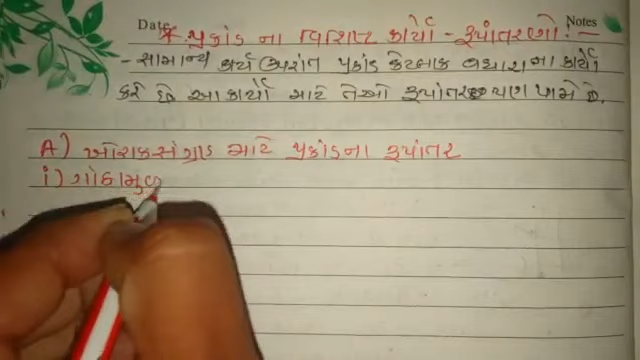 Date
Notes
* પ્રકાંડ ના વિશિષ્ટ કાર્યો - રૂપાંતરણો :-
- સામાન્ય કાર્ય ઉપરાંત પ્રકાંડ કેટલાક વધારાના કાર્યો
કરે છે આ કાર્યો માટે તેઓ રૂપાંતરણ પણ પામે છે.
A) ખોરાકસંગ્રહ માટે પ્રકાંડના રૂપાંતર
i) ગાંઠામુળ